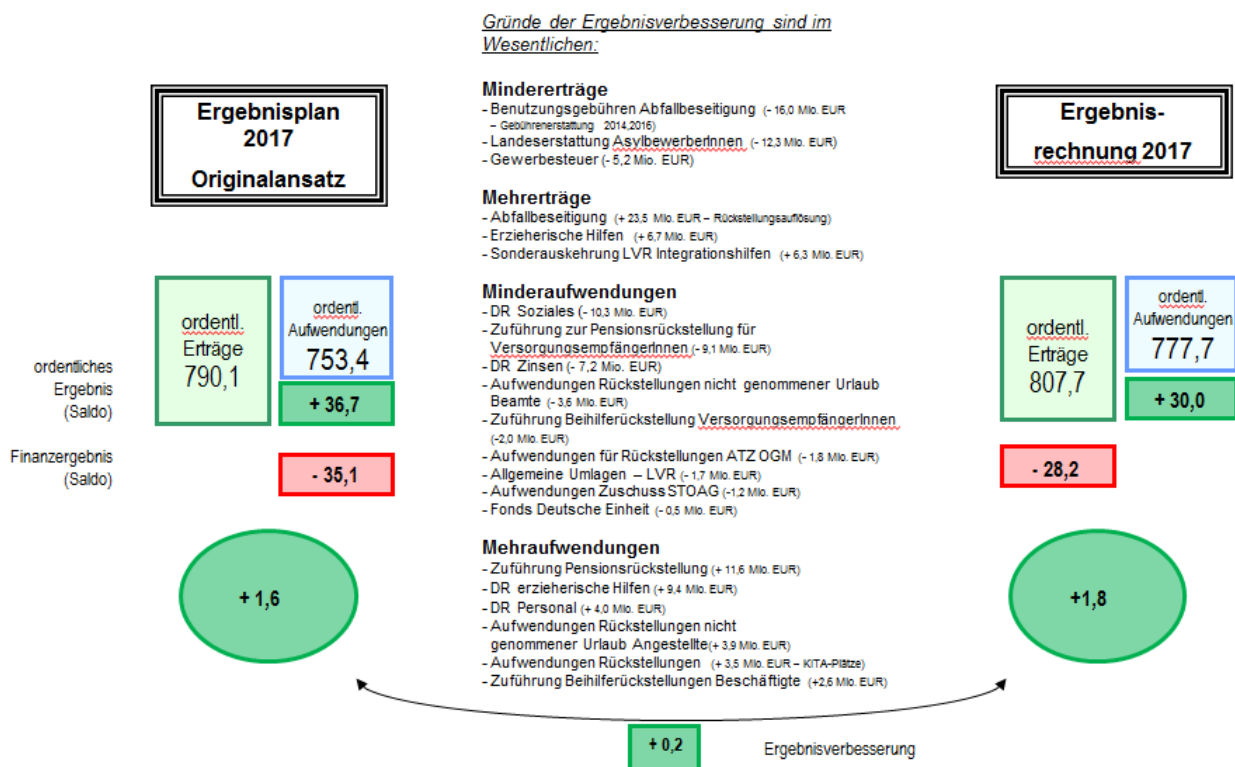 Gründe der Ergebnisverbesserung sind im
Wesentlichen:
Ergebnisplan
2017
Originalansatz
ordentl.
Erträge
790,1
ordentl.
Aufwendungen
753,4
ordentliches
Ergebnis
(Saldo)
+ 36,7
Finanzergebnis
(Saldo)
- 35,1
+ 1,6
Mindererträge
- Benutzungsgebühren Abfallbeseitigung (- 16,0 Mio. EUR
– Gebührenerstattung 2014,2016)
- Landeserstattung AsylbewerberInnen (- 12,3 Mio. EUR)
- Gewerbesteuer (- 5,2 Mio. EUR)
Mehrerträge
- Abfallbeseitigung (+ 23,5 Mio. EUR – Rückstellungsauflösung)
- Erzieherische Hilfen (+ 6,7 Mio. EUR)
- Sonderauskehrung LVR Integrationshilfen (+ 6,3 Mio. EUR)
Minderaufwendungen
- DR Soziales (- 10,3 Mio. EUR)
- Zuführung zur Pensionsrückstellung für
VersorgungsempfängerInnen (- 9,1 Mio. EUR)
- DR Zinsen (- 7,2 Mio. EUR)
- Aufwendungen Rückstellungen nicht genommener Urlaub
Beamte (- 3,6 Mio. EUR)
- Zuführung Beihilferückstellung VersorgungsempfängerInnen
(-2,0 Mio. EUR)
- Aufwendungen für Rückstellungen ATZ OGM (- 1,8 Mio. EUR)
- Allgemeine Umlagen – LVR (- 1,7 Mio. EUR)
- Aufwendungen Zuschuss STOAG (-1,2 Mio. EUR)
- Fonds Deutsche Einheit (- 0,5 Mio. EUR)
Mehraufwendungen
- Zuführung Pensionsrückstellung (+ 11,6 Mio. EUR)
- DR erzieherische Hilfen (+ 9,4 Mio. EUR)
- DR Personal (+ 4,0 Mio. EUR)
- Aufwendungen Rückstellungen nicht
genommener Urlaub Angestellte(+ 3,9 Mio. EUR)
- Aufwendungen Rückstellungen (+ 3,5 Mio. EUR – KITA-Plätze)
- Zuführung Beihilferückstellungen Beschäftigte (+2,6 Mio. EUR)
Ergebnis-
rechnung 2017
ordentl.
Erträge
807,7
ordentl.
Aufwendungen
777,7
+ 30,0
- 28,2
+1,8
+ 0,2
Ergebnisverbesserung